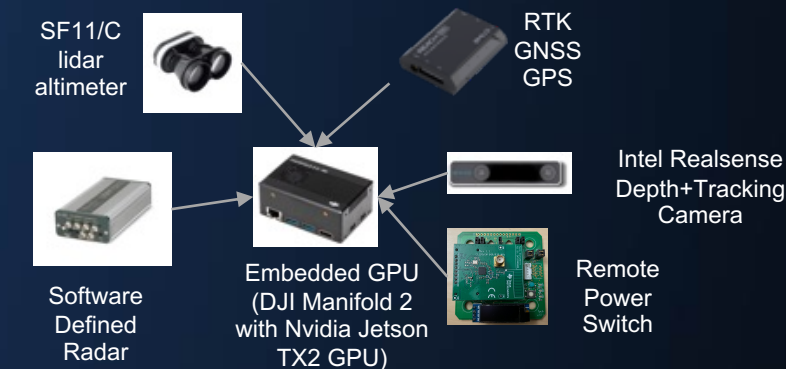 SF11/C
lidar
altimeter
RTK
GNSS
GPS
Intel Realsense
Depth+Tracking
Camera
Software
Defined
Radar
Embedded GPU
(DJI Manifold 2
with Nvidia Jetson
TX2 GPU)
Remote
Power
Switch